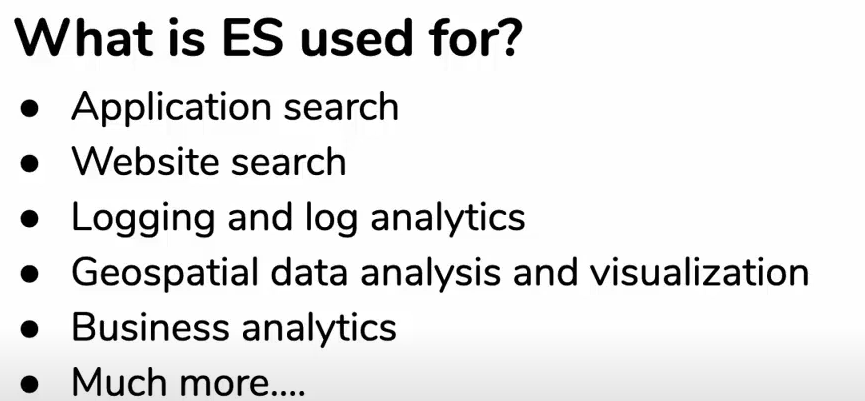 What is ES used for?
● Application search
● Website search
● Logging and log analytics
● Geospatial data analysis and visualization
● Business analytics
● Much more....